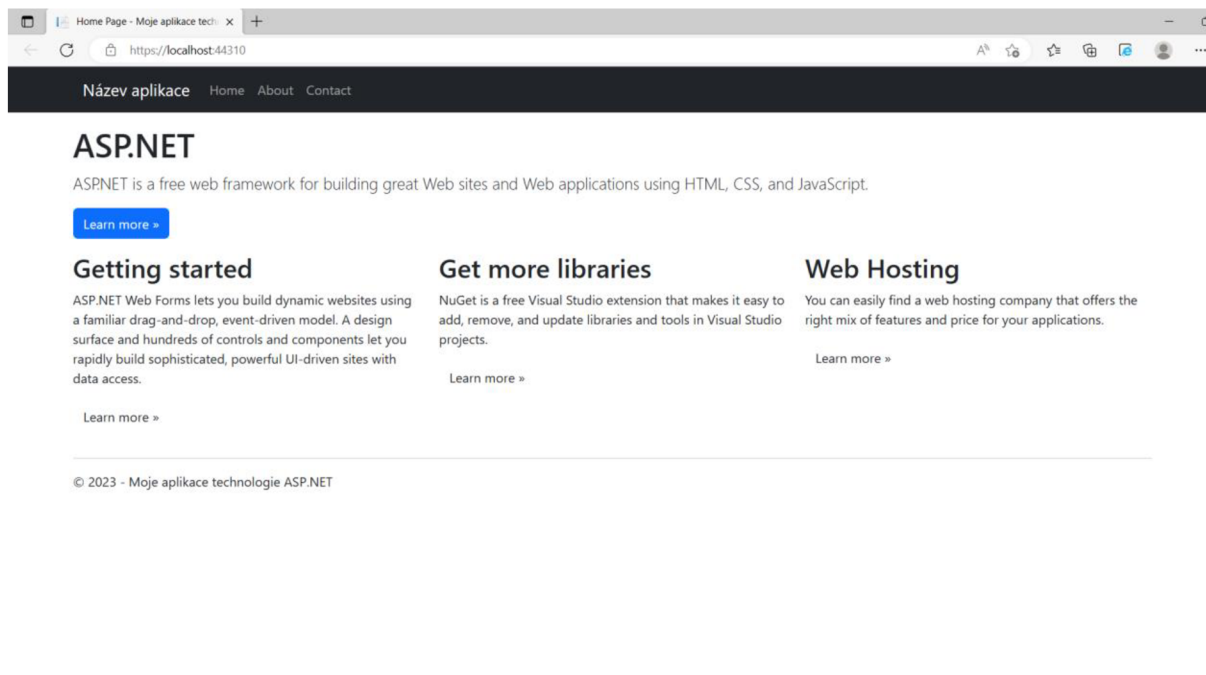 Home Page - Moje aplikace tech
https://localhost:44310
Název aplikace Home About Contact
ASP.NET
ASP.NET is a free web framework for building great Web sites and Web applications using HTML, CSS, and JavaScript.
Learn more »
Getting started
ASP.NET Web Forms lets you build dynamic websites using
a familiar drag-and-drop, event-driven model. A design
surface and hundreds of controls and components let you
rapidly build sophisticated, powerful UI-driven sites with
data access.
Learn more »
Get more libraries
NuGet is a free Visual Studio extension that makes it easy to
add, remove, and update libraries and tools in Visual Studio
projects.
Learn more »
Web Hosting
You can easily find a web hosting company that offers the
right mix of features and price for your applications.
Learn more »
© 2023 - Moje aplikace technologie ASP.NET